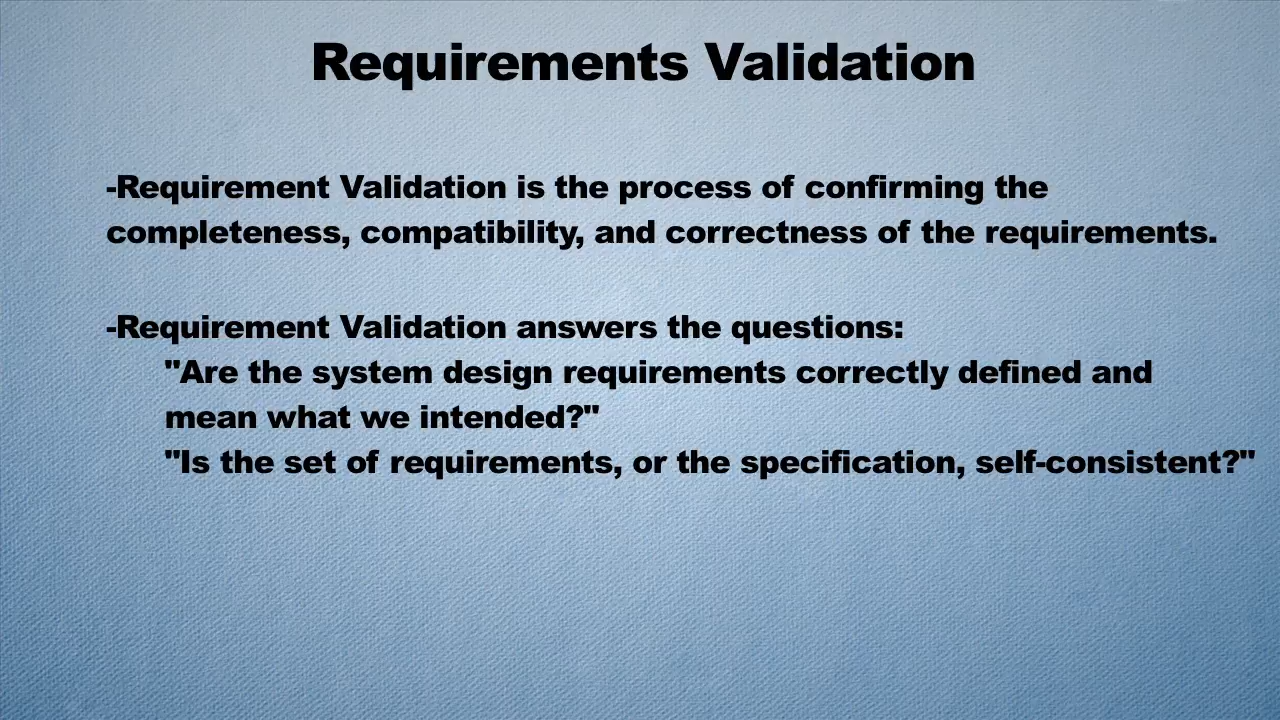 Requirements Validation
-Requirement Validation is the process of confirming the
completeness, compatibility, and correctness of the requirements.
-Requirement Validation answers the questions:
"Are the system design requirements correctly defined and
mean what we intended?"
"Is the set of requirements, or the specification, self-consistent?"